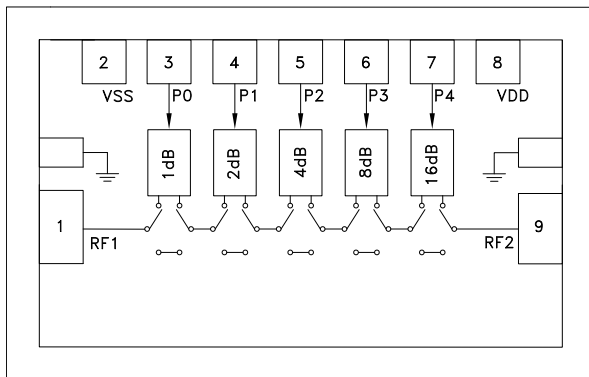 2 3 4 5 6 7 8
VSS P0 P1 P2 P3 P4 VDD
1dB 2dB 4dB 8dB 16dB
1 RF1 RF2 9